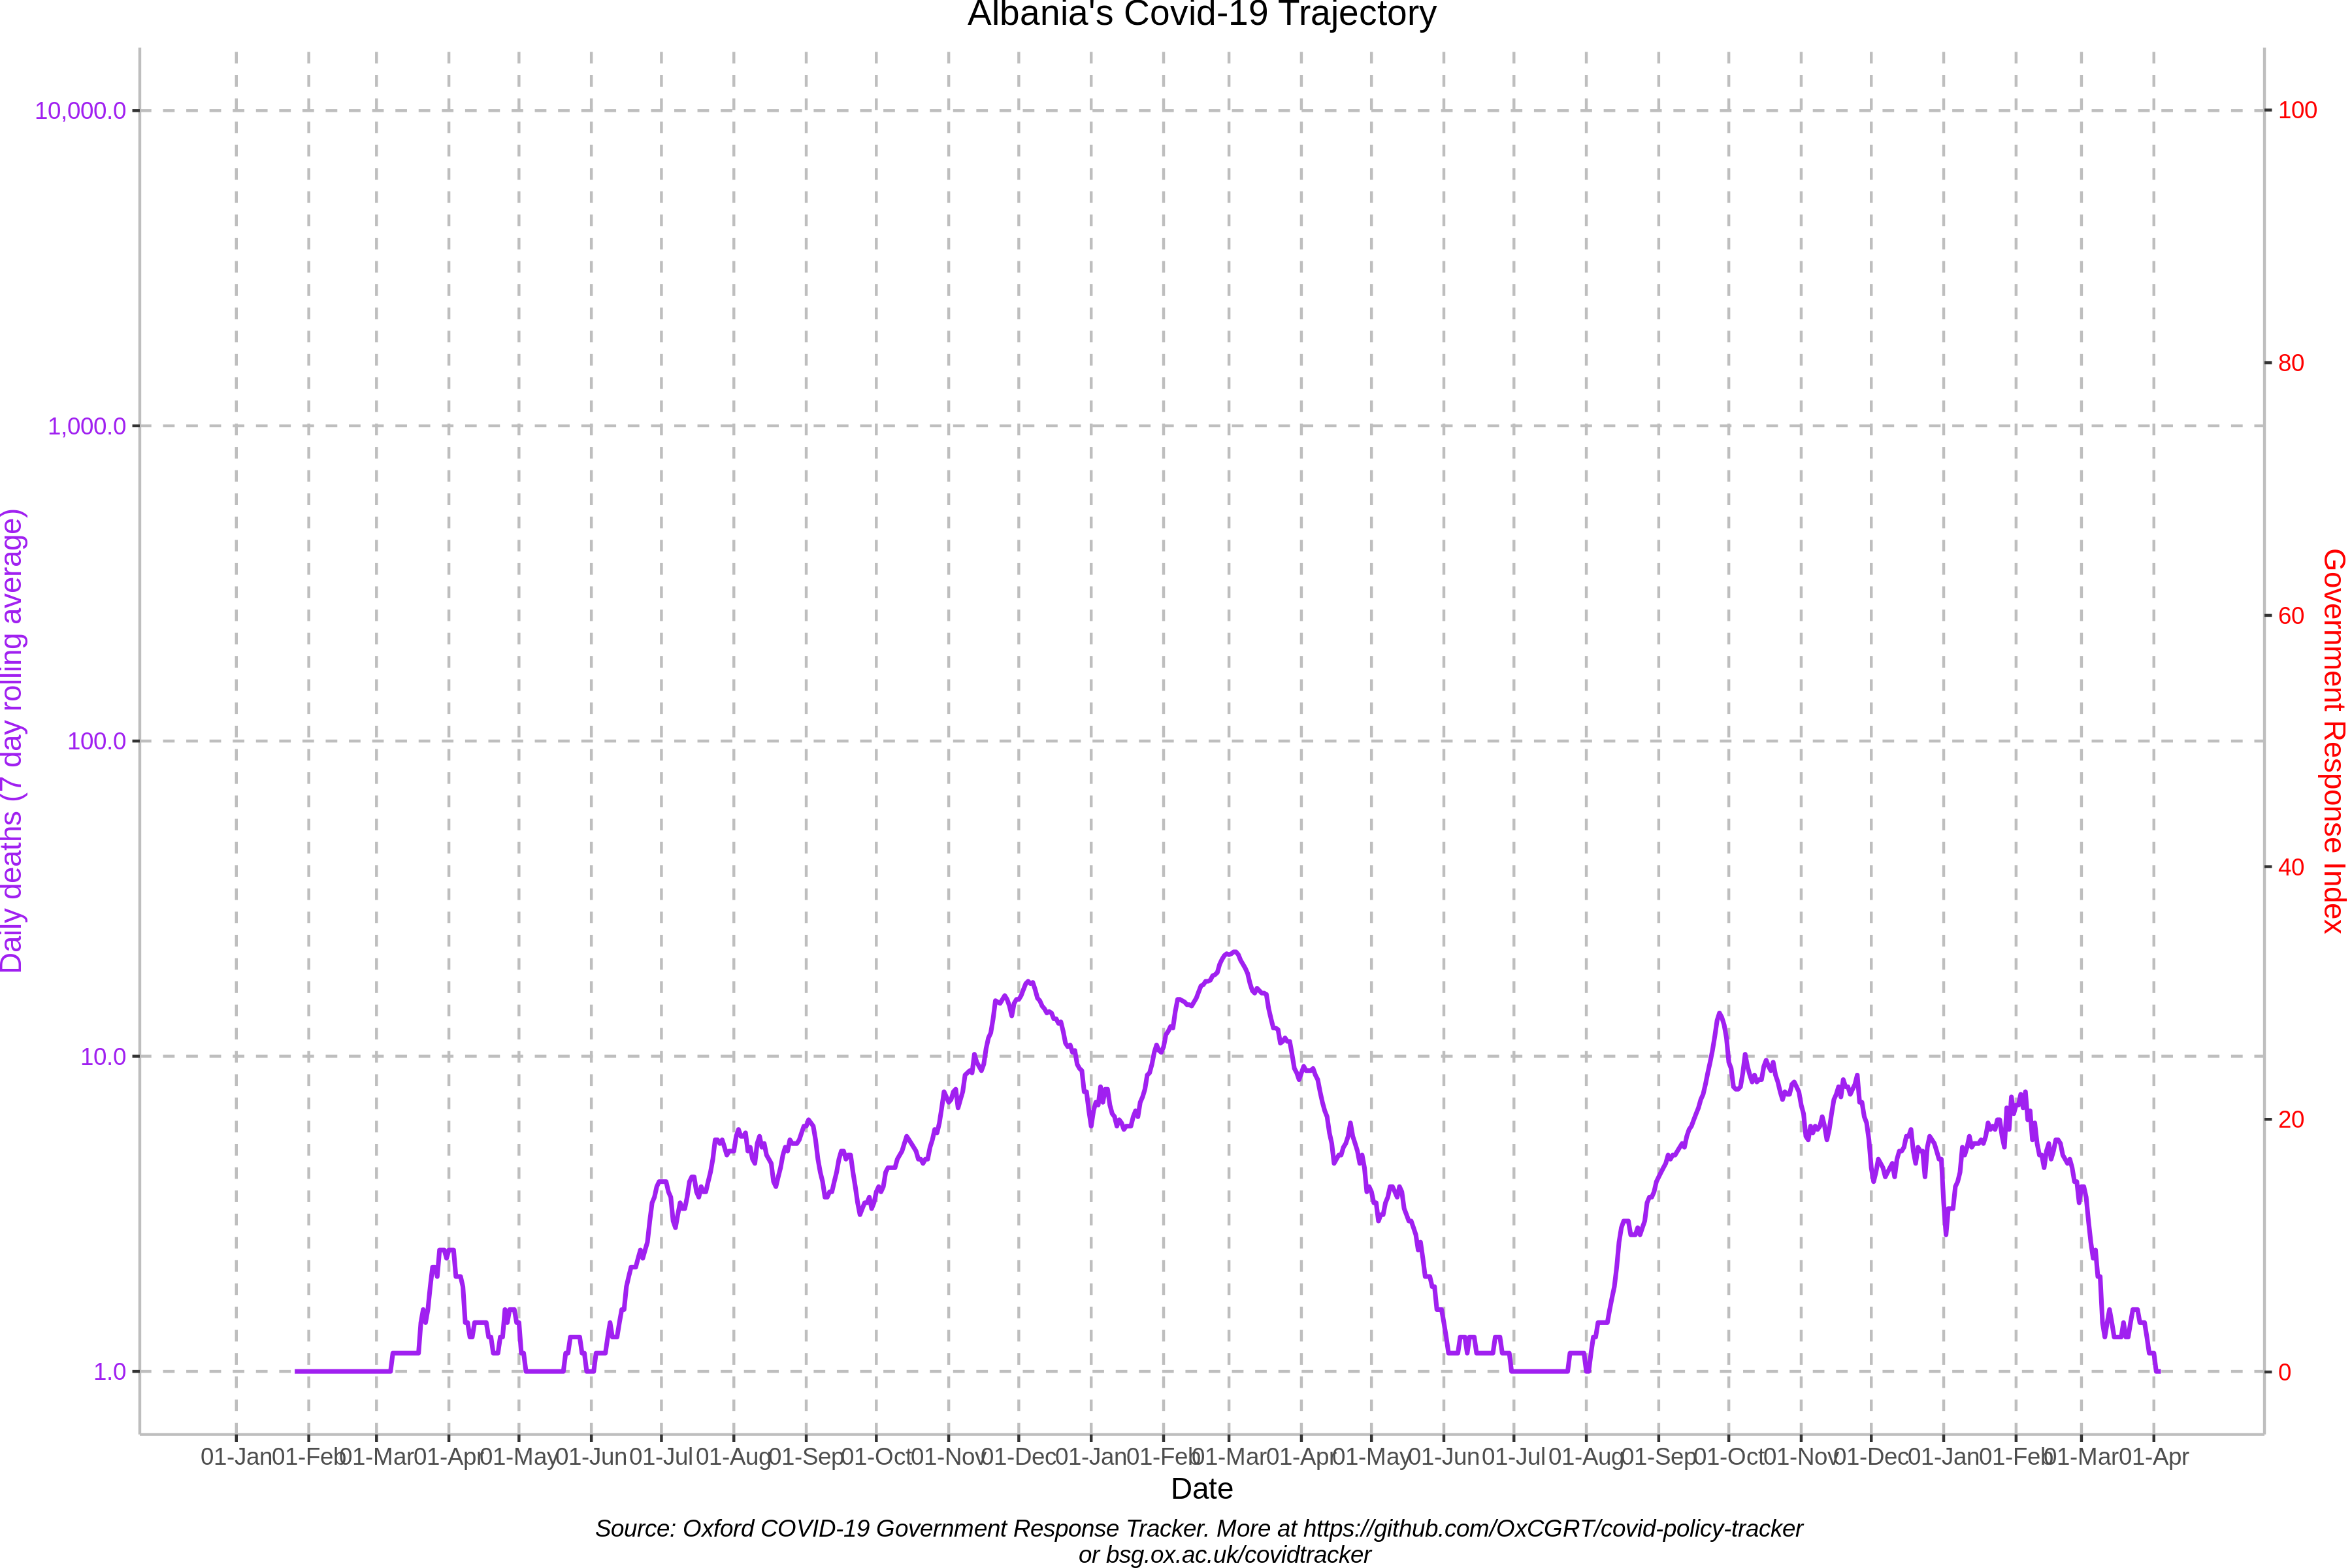 Albania's Covid-19 Trajectory
10,000.0
1,000.0
100.0
10.0
1.0
Daily deaths (7 day rolling average)
100
80
60
40
20
0
Government Response Index
01-Jan 01-Feb 01-Mar 01-Apr 01-May 01-Jun 01-Jul 01-Aug 01-Sep 01-Oct 01-Nov 01-Dec 01-Jan 01-Feb 01-Mar 01-Apr 01-May 01-Jun 01-Jul 01-Aug 01-Sep 01-Oct 01-Nov 01-Dec 01-Jan 01-Feb 01-Mar 01-Apr
Date
Source: Oxford COVID-19 Government Response Tracker. More at https://github.com/OxCGRT/covid-policy-tracker
or bsg.ox.ac.uk/covidtracker